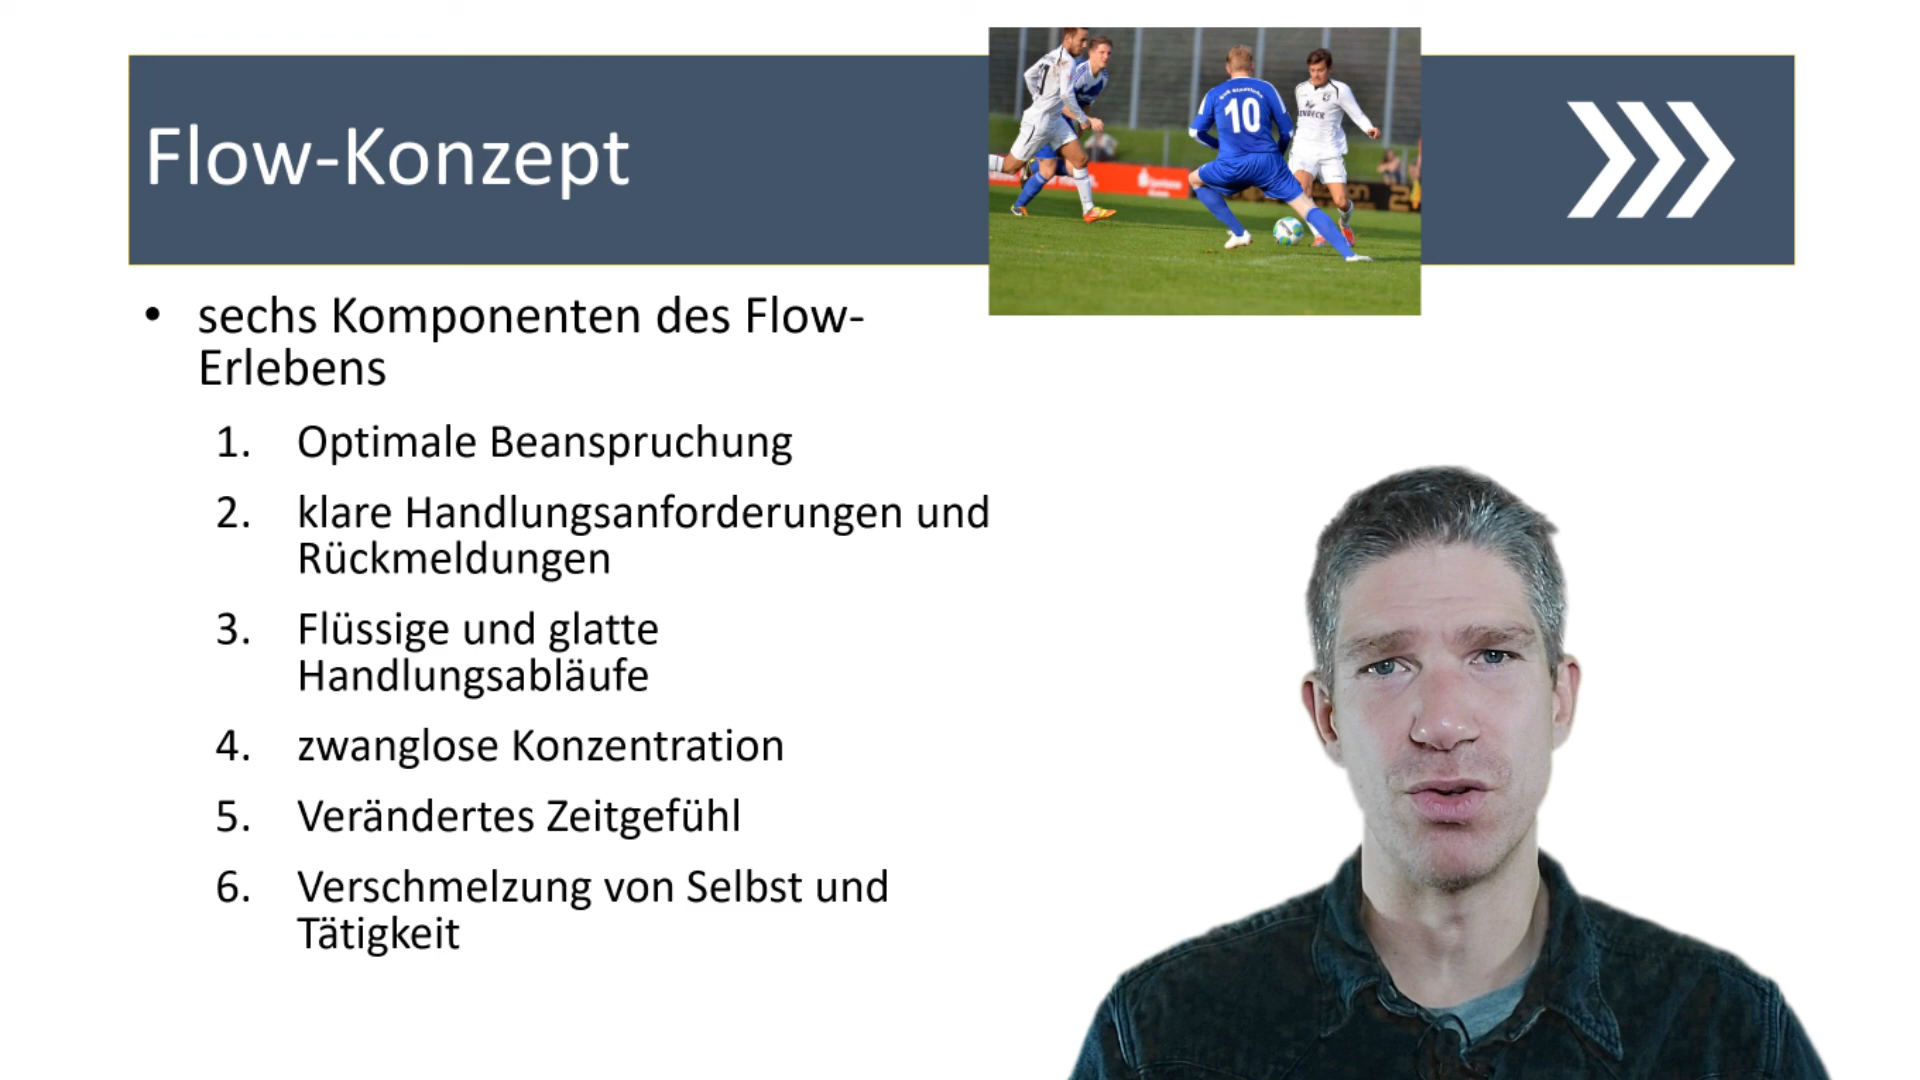 Flow-Konzept
10
• sechs Komponenten des Flow-
Erlebens
1. Optimale Beanspruchung
2. klare Handlungsanforderungen und
Rückmeldungen
3. Flüssige und glatte
Handlungsabläufe
4. zwanglose Konzentration
5. Verändertes Zeitgefühl
6. Verschmelzung von Selbst und
Tätigkeit